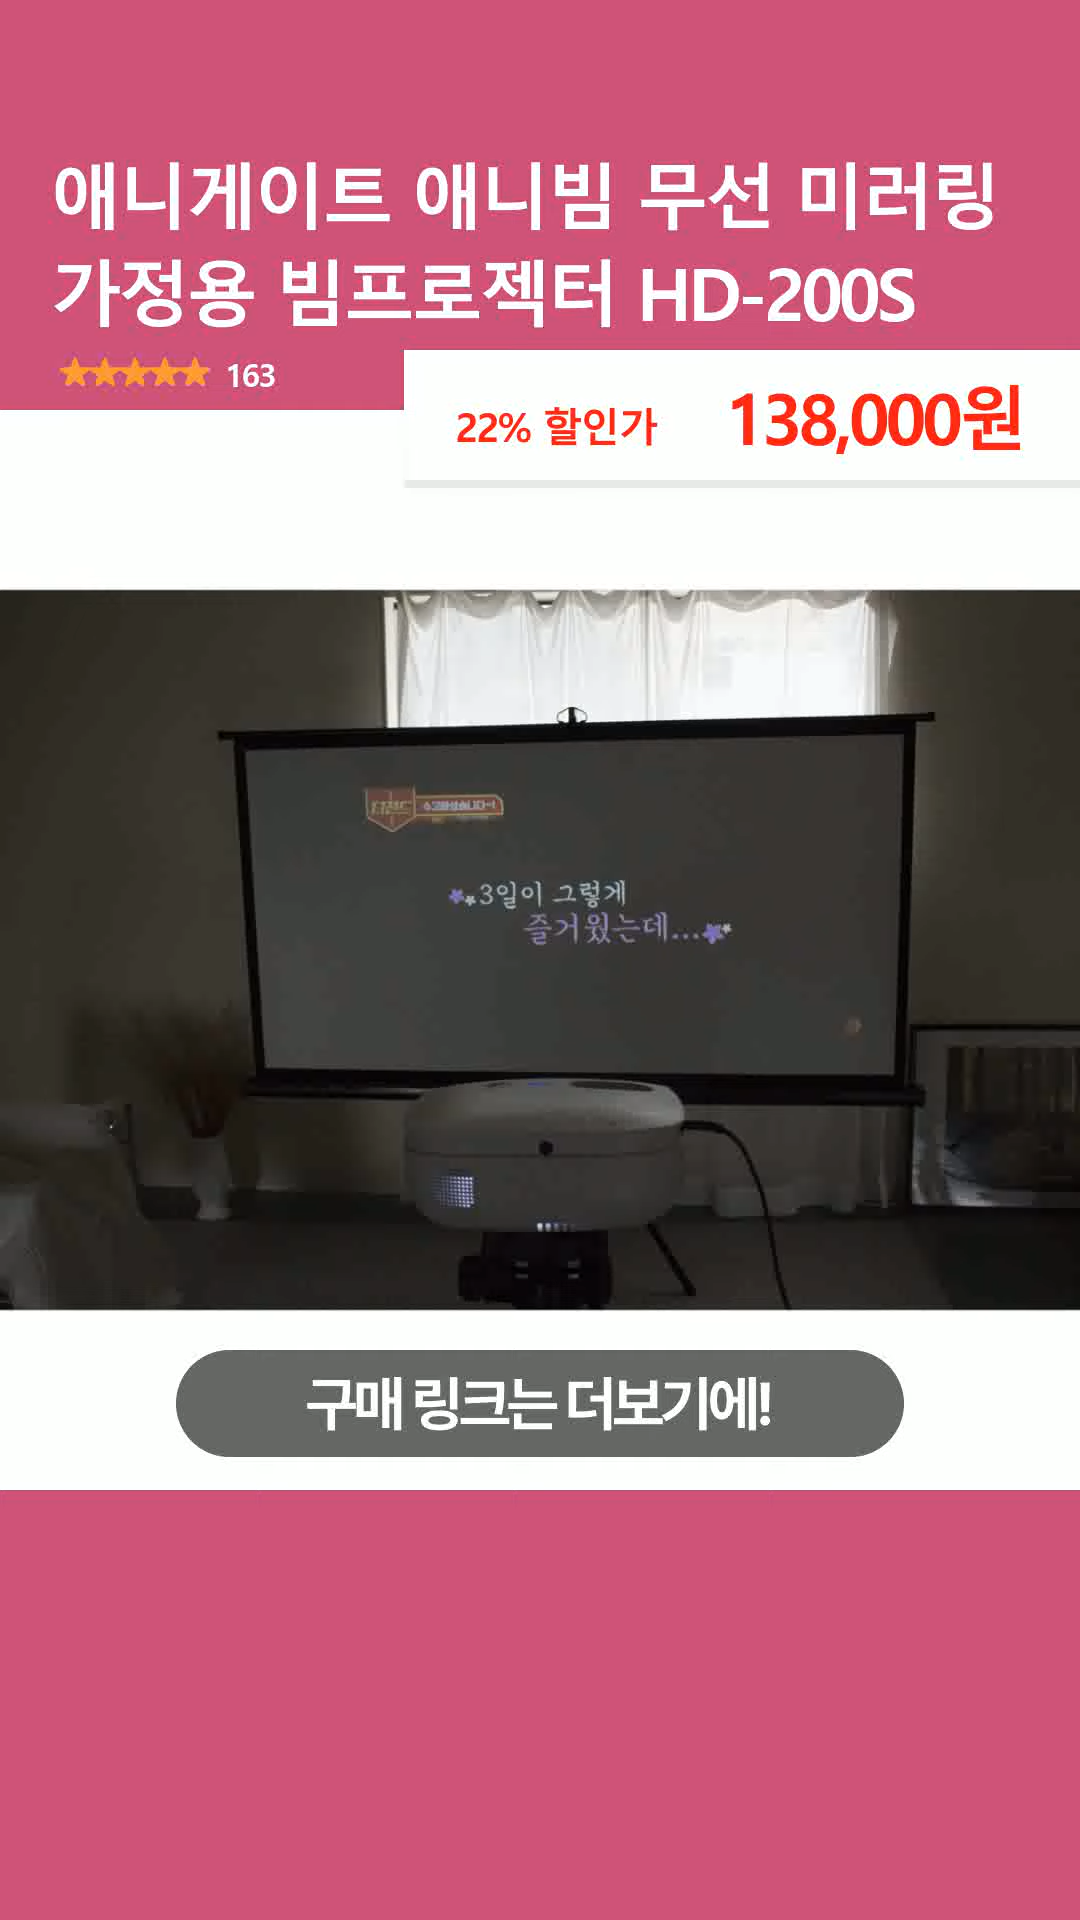 애니게이트 애니빔 무선 미러링
가정용 빔프로젝터 HD-200S
163
22% 할인가
138,000원
3일이 그렇게
즐거웠는데...
구매 링크는 더보기에!